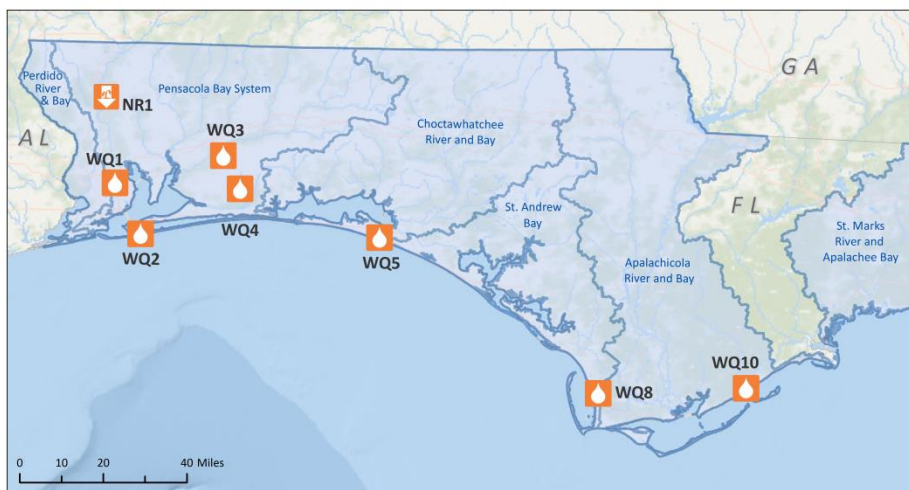 GA
Perdido
River
& Bay
Pensacola Bay System
NR1
AL
WQ3
Choctawhatchee
River and Bay
WQ1
WQ4
FL
St. Andrew
Bay
St. Marks
River and
Apalachee Bay
WQ2
WQ5
Apalachicola
River and Bay
WQ10
WQ8
0 10 20 40 Miles